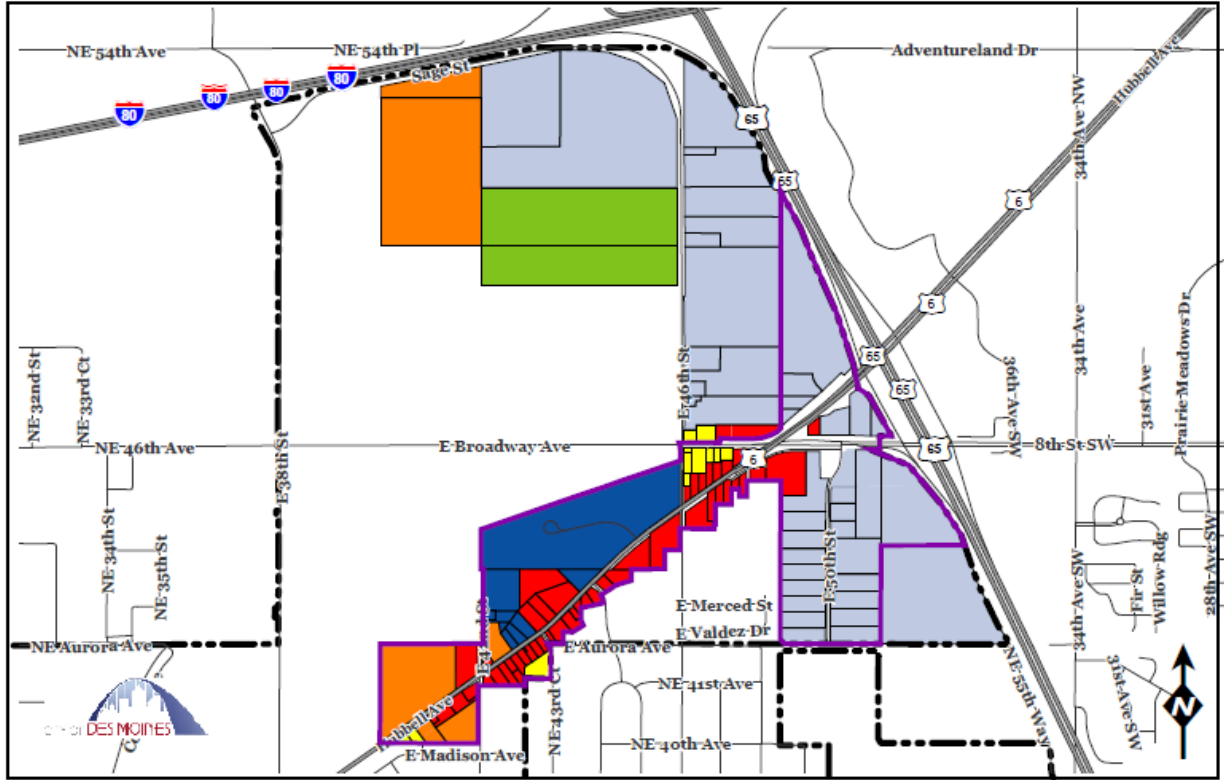 NE 54th Ave
NE 54th Pl
Adventureland Dr
Sage St
Hubbell Ave
80
80
80
80
65
34th Ave NW
65
6
6
34th Ave
Prairie Meadows Dr
NE 32nd St
NE 33rd Ct
E 46th St
65
65
36th Ave SW
31st Ave
NE 46th Ave
E Broadway Ave
8th St SW
6
65
E 38th St
NE 34th St
NE 35th St
E 50th St
Fir St
Willow Rdg
28th Ave SW
E Merced St
E Valdez Dr
34th Ave SW
NE Aurora Ave
E 42nd St
E Aurora Ave
NE 41st Ave
NE 43rd Ct
NE 55th Way
31st Ave SW
DES MOINES
Hubbell Ave
NE 40th Ave
E Madison Ave
N